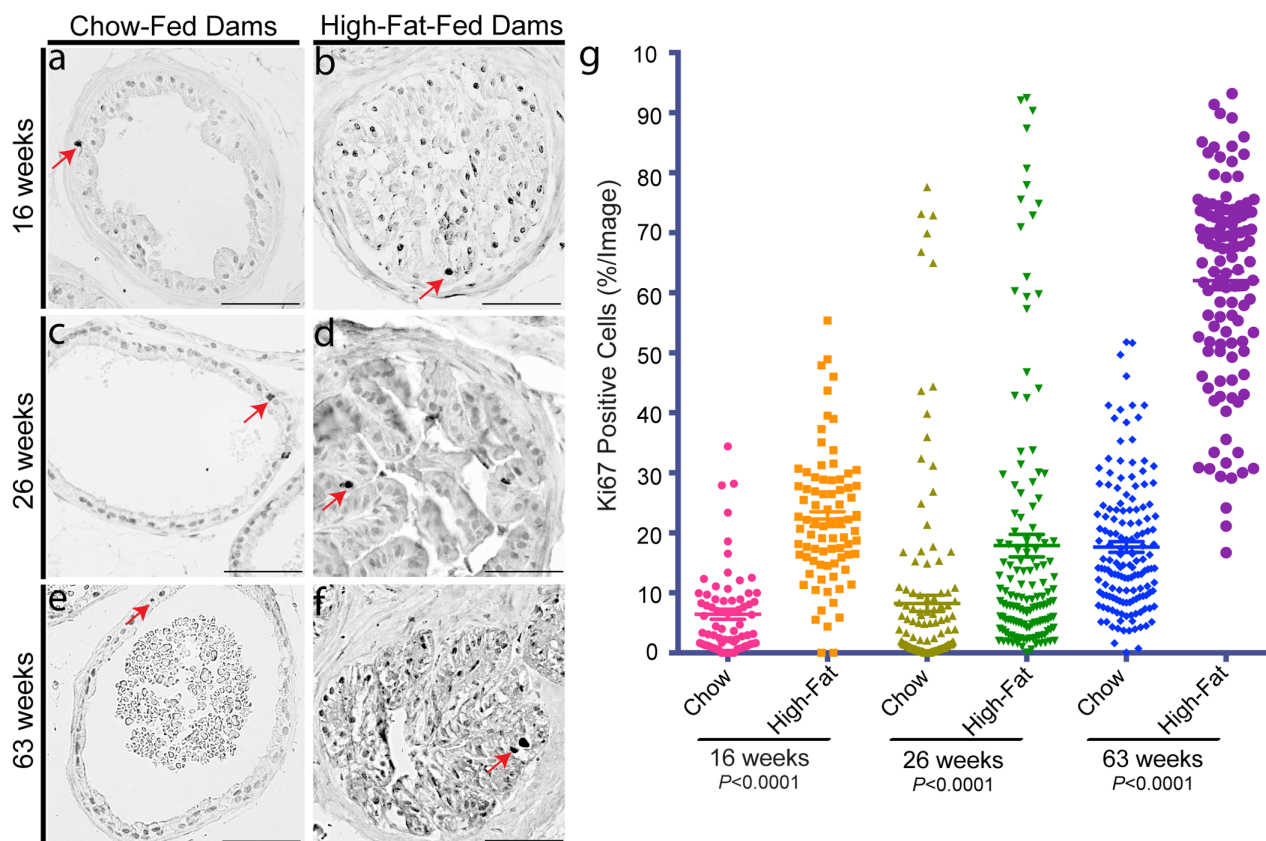 Chow-Fed Dams
High-Fat-Fed Dams
a
b
16 weeks
c
d
26 weeks
e
f
63 weeks
g
Ki67 Positive Cells (%/Image)
10
90
80
70
60
50
40
30
20
10
0
Chow
High-Fat
Chow
High-Fat
Chow
High-Fat
16 weeks
26 weeks
63 weeks
P<0.0001
P<0.0001
P<0.0001